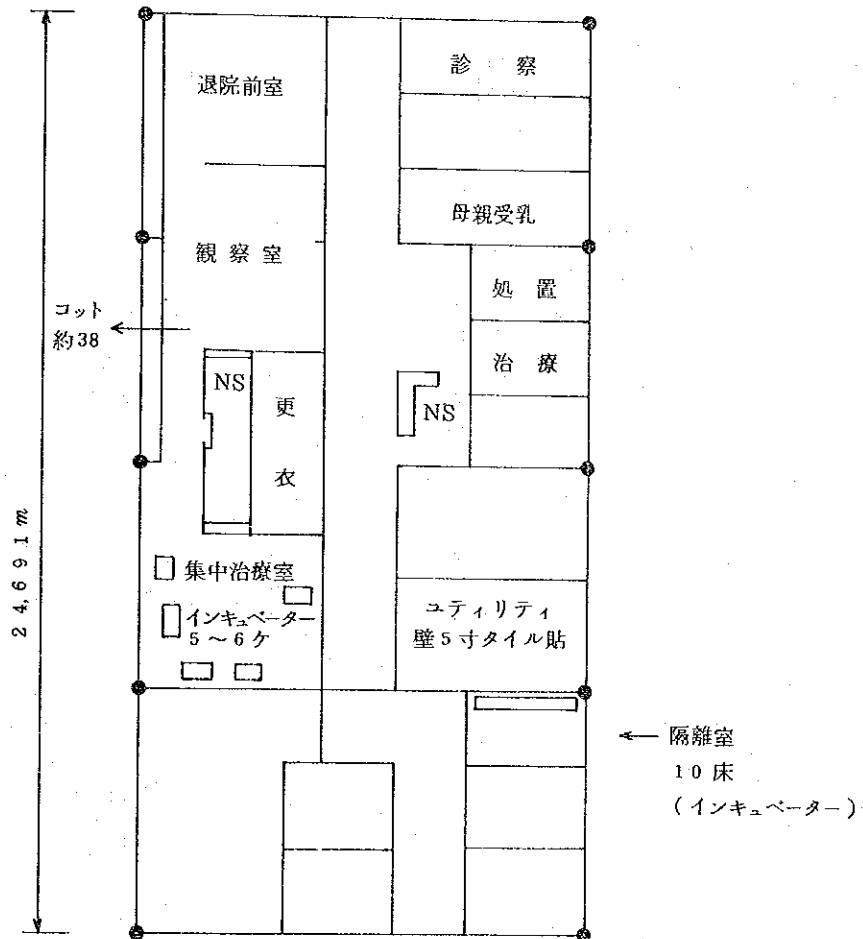 診察
退院前室
母親受乳
観察室
処置
コット
約38
治療
NS
更衣
NS
24,691m
集中治療室
インキュベーター
5～6ケ
ユティリティ
壁5寸タイル貼
隔離室
10床
(インキュベーター)